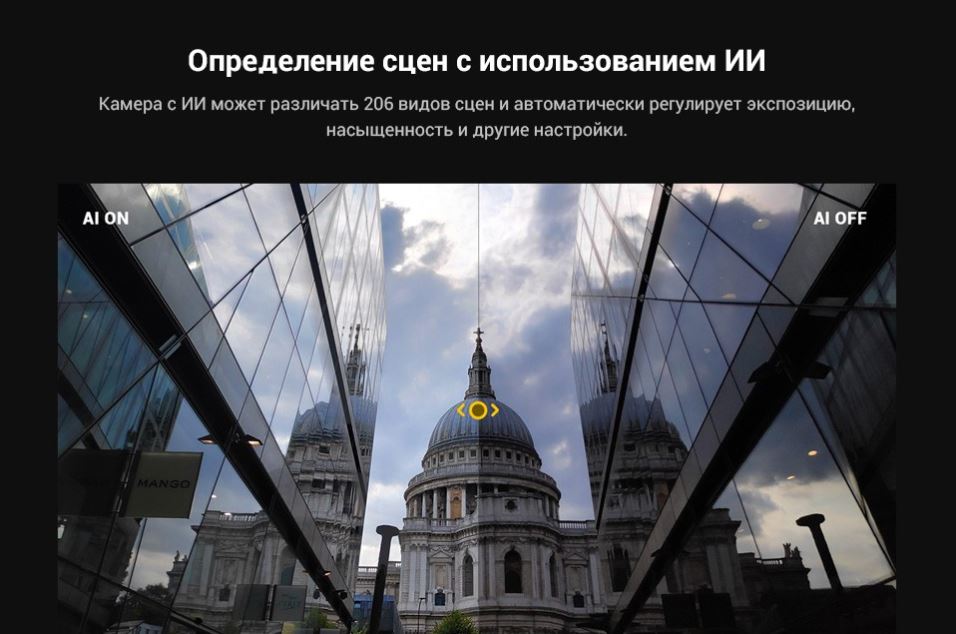 Определение сцен с использованием ИИ
Камера с ИИ может различать 206 видов сцен и автоматически регулирует экспозицию,
насыщенность и другие настройки.
AI ON
AI OFF
MANGO